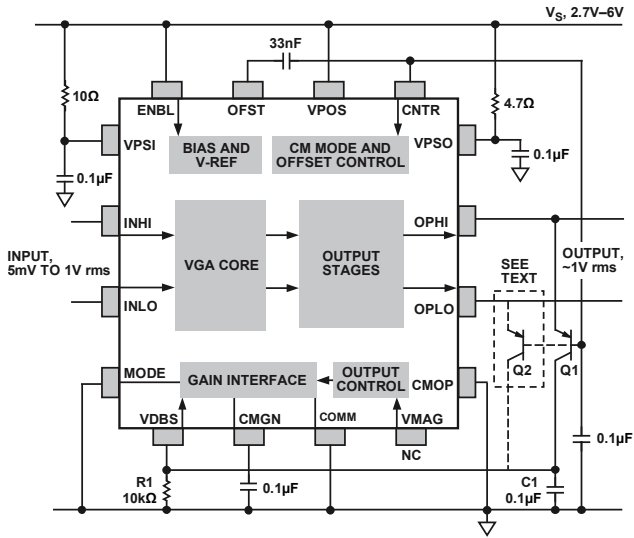 V_S, 2.7V–6V
33nF
10Ω
4.7Ω
ENBL
OFST
VPOS
CNTR
VPSI
BIAS AND
V-REF
CM MODE AND
OFFSET CONTROL
VPSO
0.1µF
0.1µF
INHI
OPHI
INPUT,
5mV TO 1V rms
VGA CORE
OUTPUT
STAGES
SEE
TEXT
OUTPUT,
~1V rms
INLO
OPLO
MODE
GAIN INTERFACE
OUTPUT
CONTROL
CMOP
Q2
Q1
VDBS
CMGN
COMM
VMAG
NC
0.1µF
R1
10kΩ
0.1µF
C1
0.1µF